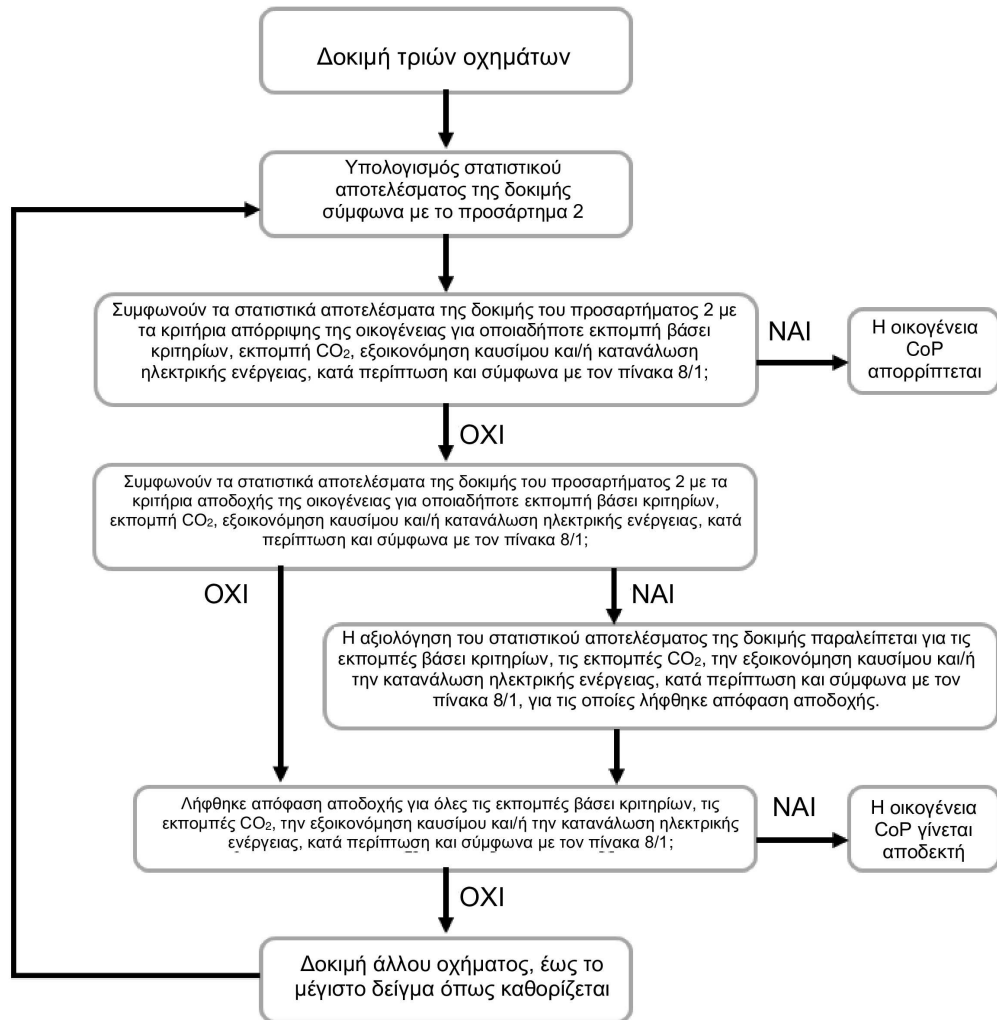 Δοκιμή τριών οχημάτων
Υπολογισμός στατιστικού
αποτελέσματος της δοκιμής
σύμφωνα με το προσάρτημα 2
Συμφωνούν τα στατιστικά αποτελέσματα της δοκιμής του προσαρτήματος 2 με
τα κριτήρια απόρριψης της οικογένειας για οποιαδήποτε εκπομπή βάσει
κριτηρίων, εκπομπή CO₂, εξοικονόμηση καυσίμου και/ή κατανάλωση
ηλεκτρικής ενέργειας, κατά περίπτωση και σύμφωνα με τον πίνακα 8/1;
ΝΑΙ
Η οικογένεια
CoP
απορρίπτεται
ΟΧΙ
Συμφωνούν τα στατιστικά αποτελέσματα της δοκιμής του προσαρτήματος 2 με τα
κριτήρια αποδοχής της οικογένειας για οποιαδήποτε εκπομπή βάσει κριτηρίων,
εκπομπή CO₂, εξοικονόμηση καυσίμου και/ή κατανάλωση ηλεκτρικής ενέργειας, κατά
περίπτωση και σύμφωνα με τον πίνακα 8/1;
ΟΧΙ
ΝΑΙ
Η αξιολόγηση του στατιστικού αποτελέσματος της δοκιμής παραλείπεται για τις
εκπομπές βάσει κριτηρίων, τις εκπομπές CO₂, την εξοικονόμηση καυσίμου και/ή
την κατανάλωση ηλεκτρικής ενέργειας, κατά περίπτωση και σύμφωνα με τον
πίνακα 8/1, για τις οποίες λήφθηκε απόφαση αποδοχής.
Λήφθηκε απόφαση αποδοχής για όλες τις εκπομπές βάσει κριτηρίων, τις
εκπομπές CO₂, την εξοικονόμηση καυσίμου και/ή την κατανάλωση ηλεκτρικής
ενέργειας, κατά περίπτωση και σύμφωνα με τον πίνακα 8/1;
ΝΑΙ
Η οικογένεια
CoP γίνεται
αποδεκτή
ΟΧΙ
Δοκιμή άλλου οχήματος, έως το
μέγιστο δείγμα όπως καθορίζεται